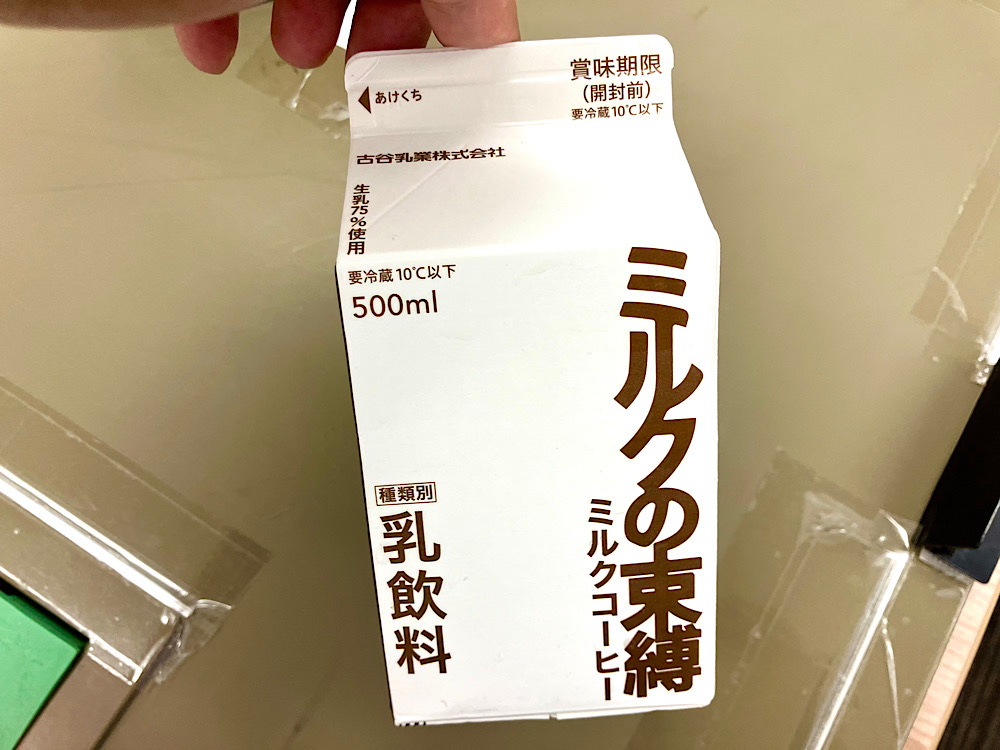 あけくち
賞味期限
(開封前)
要冷蔵10℃以下
古谷乳業株式会社
生乳75%使用
要冷蔵10℃以下
500ml
ミルクの束縛
ミルクコーヒー
種類別
乳飲料